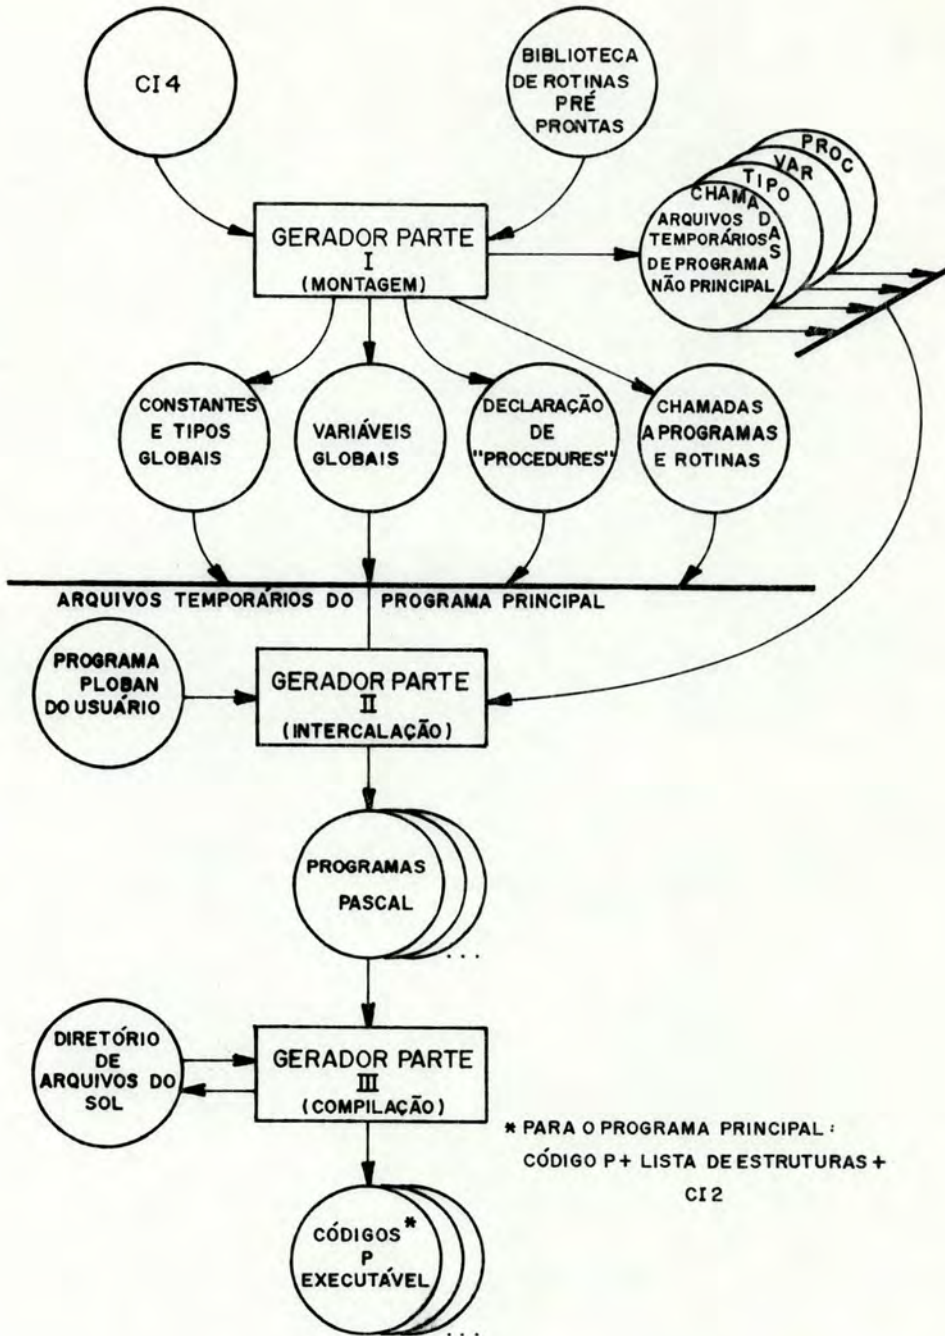 CI4
BIBLIOTECA
DE ROTINAS
PRÉ
PRONTAS
PROC
VAR
TIPO
CHAMADAS
ARQUIVOS
TEMPORÁRIOS
DE PROGRAMA
NÃO PRINCIPAL
GERADOR PARTE
I
(MONTAGEM)
CONSTANTES
E TIPOS
GLOBAIS
VARIÁVEIS
GLOBAIS
DECLARAÇÃO
DE
"PROCEDURES"
CHAMADAS
A PROGRAMAS
E ROTINAS
ARQUIVOS TEMPORÁRIOS DO PROGRAMA PRINCIPAL
PROGRAMA
PLOBAN
DO USUÁRIO
GERADOR PARTE
II
(INTERCALAÇÃO)
PROGRAMAS
PASCAL
...
DIRETÓRIO
DE
ARQUIVOS DO
SOL
GERADOR PARTE
III
(COMPILAÇÃO)
* PARA O PROGRAMA PRINCIPAL:
CÓDIGO P + LISTA DE ESTRUTURAS +
CI2
CÓDIGOS *
P
EXECUTÁVEL
...